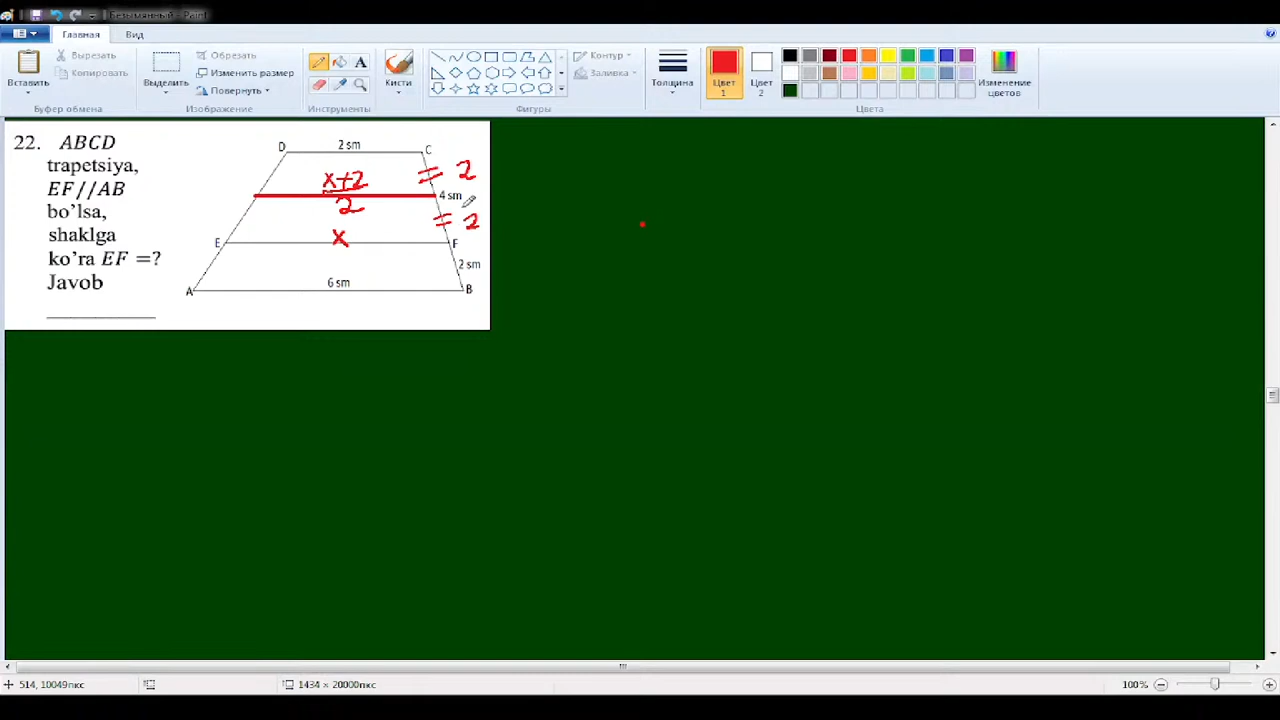 Безымянный - Paint
Главная
Вид
Вставить
Вырезать
Копировать
Буфер обмена
Выделить
Обрезать
Изменить размер
Повернуть
Изображение
A
Инструменты
Кисти
Контур
Заливка
Фигуры
Толщина
Цвет
1
Цвет
2
Изменение
цветов
Цвета
22. ABCD
trapetsiya,
EF//AB
bo’lsa,
shaklga
ko’ra EF =?
Javob
D 2 sm C
x+2
2
= 2
4 sm
= 2
E x F
2 sm
A 6 sm B
514, 10049пкс
1434 × 20000пкс
100%